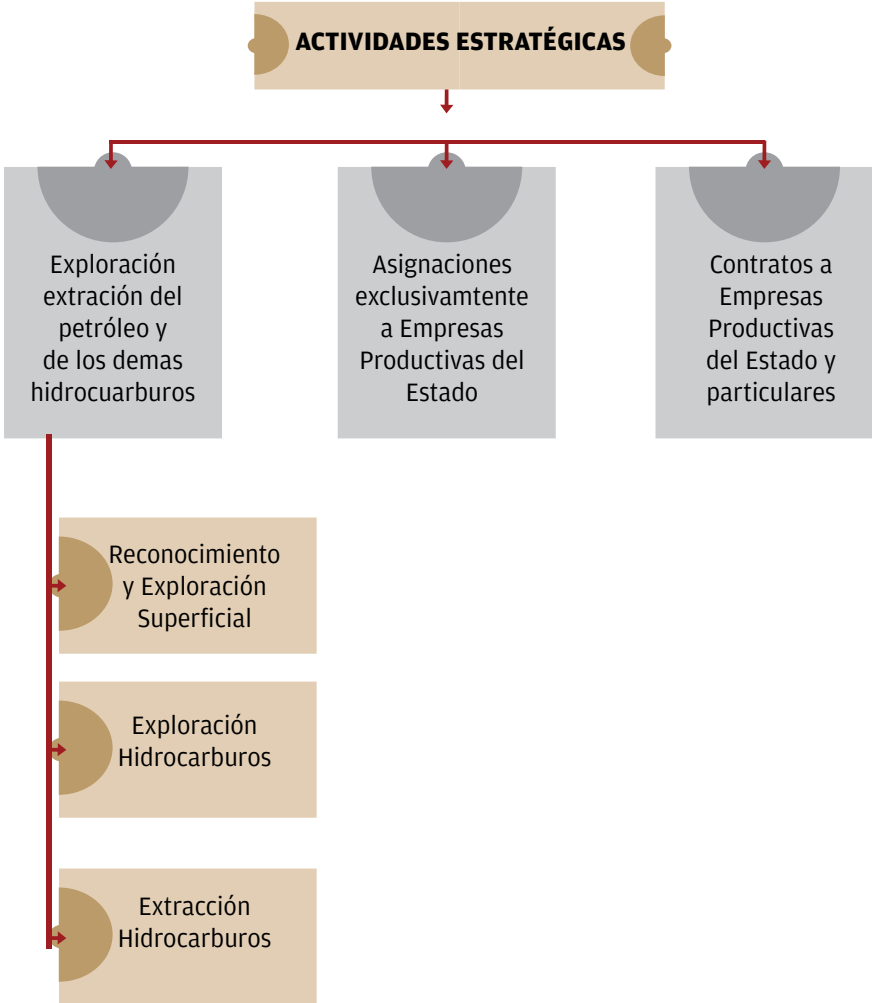 ACTIVIDADES ESTRATÉGICAS
Exploración
extración del
petróleo y
de los demas
hidrocuarburos
Asignaciones
exclusivamtente
a Empresas
Productivas del
Estado
Contratos a
Empresas
Productivas
del Estado y
particulares
Reconocimiento
y Exploración
Superficial
Exploración
Hidrocarburos
Extracción
Hidrocarburos